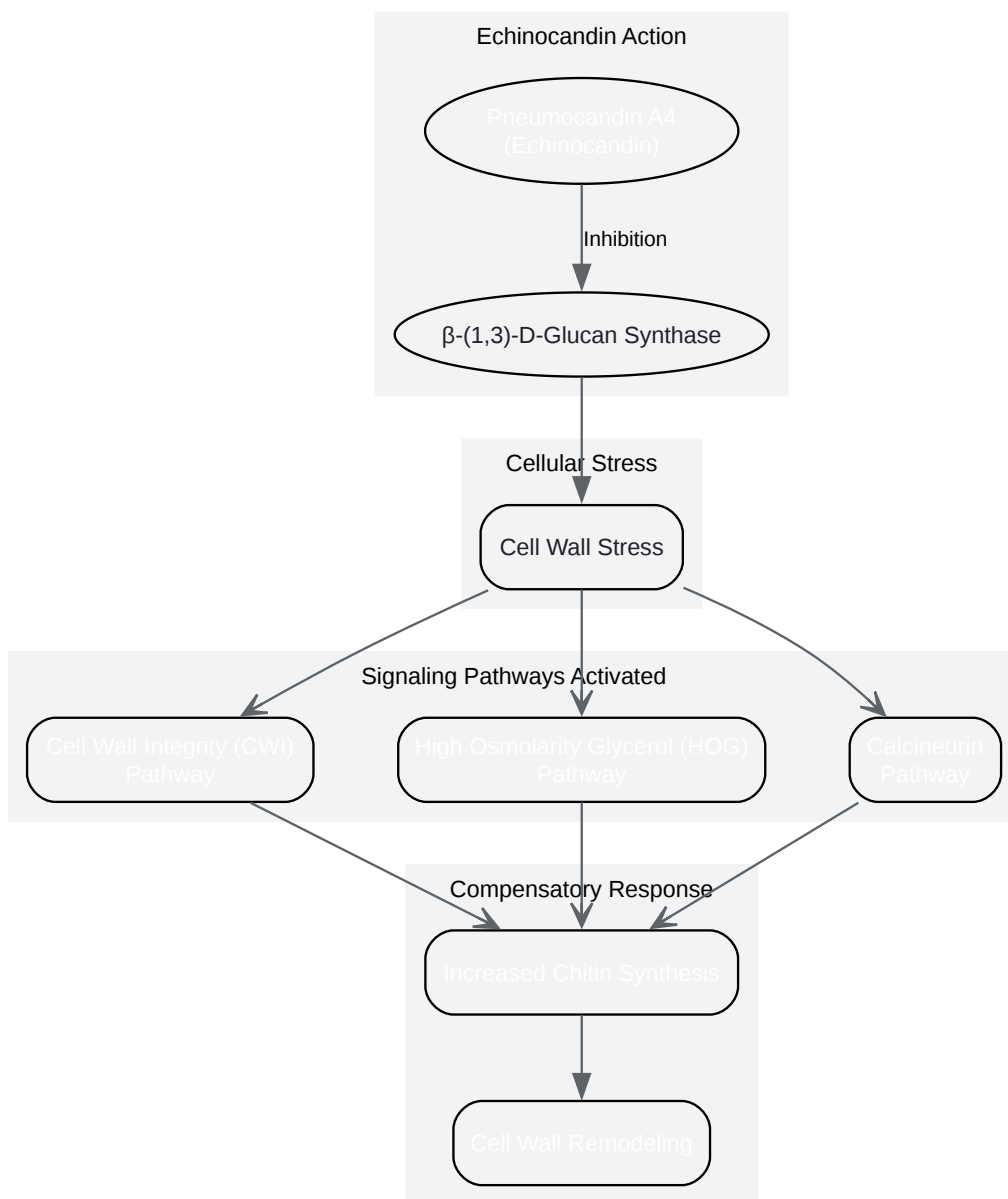 Echinocandin Action
Pneumocandin A4
(Echinocandin)
Inhibition
β-(1,3)-D-Glucan Synthase
Cellular Stress
Cell Wall Stress
Signaling Pathways Activated
Cell Wall Integrity (CWI)
Pathway
High Osmolarity Glycerol (HOG)
Pathway
Calcineurin
Pathway
Compensatory Response
Increased Chitin Synthesis
Cell Wall Remodeling